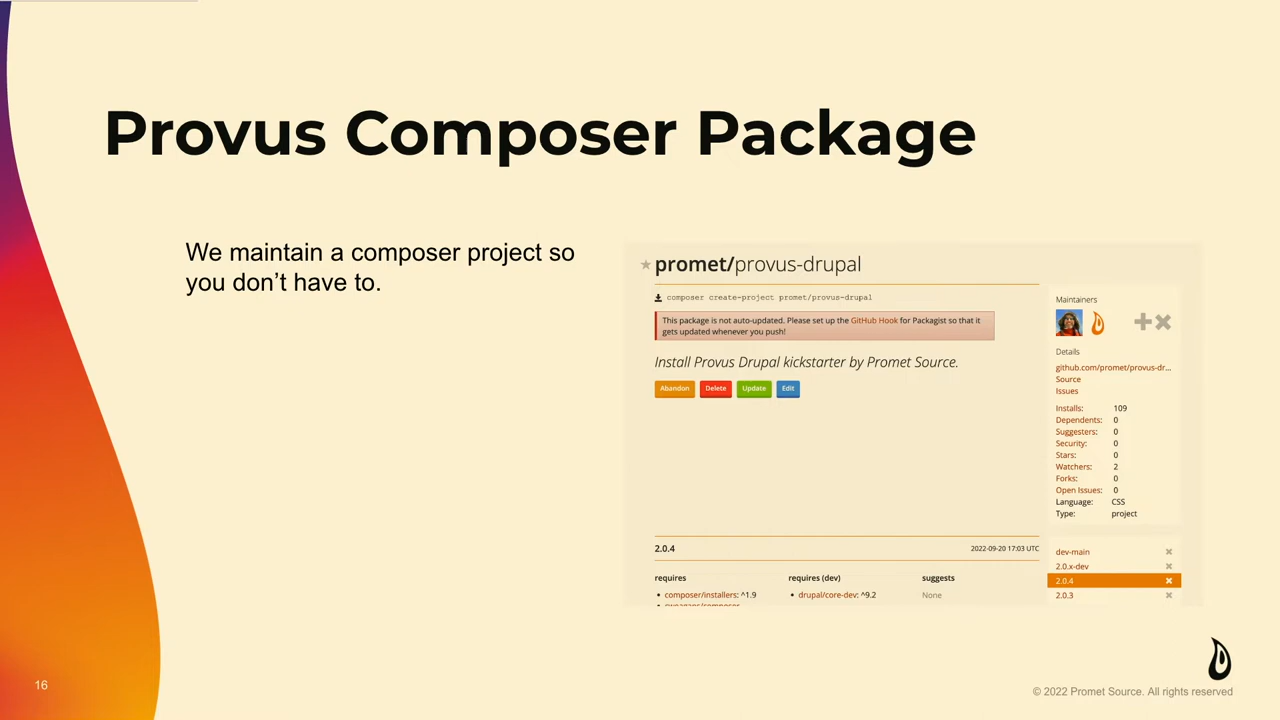 Provus Composer Package
We maintain a composer project so
you don’t have to.
promet/provus-drupal
composer create-project promet/provus-drupal
This package is not auto-updated. Please set up the GitHub Hook for Packagist so that it
gets updated whenever you push!
Install Provus Drupal kickstarter by Promet Source.
Abandon Delete Update Edit
Maintainers
Details
github.com/promet/provus-dr...
Source
Issues
Installs: 109
Dependents: 0
Suggesters: 0
Security: 0
Stars: 0
Watchers: 2
Forks: 0
Open Issues: 0
Language: CSS
Type: project
2.0.4 2022-09-20 17:03 UTC
requires requires (dev) suggests
• composer/installers: ^1.9 • drupal/core-dev: ^9.2 None
dev-main
2.0.x-dev
2.0.4
2.0.3
16
© 2022 Promet Source. All rights reserved